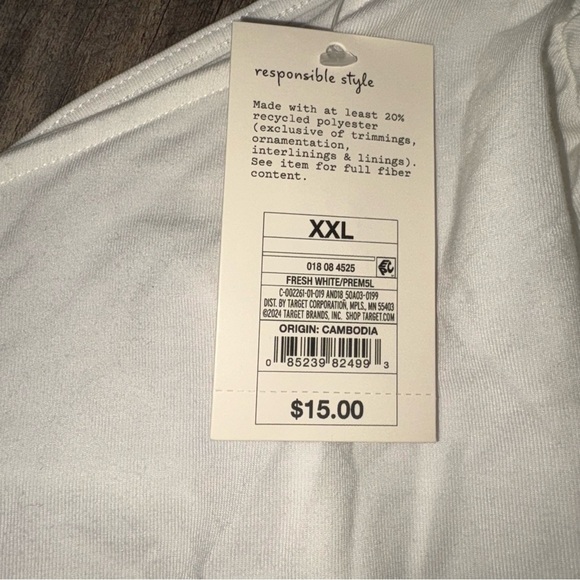 responsible style
Made with at least 20%
recycled polyester
(exclusive of trimmings,
ornamentation,
interlinings & linings).
See item for full fiber
content.
XXL
018 08 4525
FRESH WHITE/PREM5L
C-002261-01-019 AND18_50A03-0199
DIST. BY TARGET CORPORATION, MPLS., MN 55403
©2024 TARGET BRANDS, INC. SHOP TARGET.COM
ORIGIN: CAMBODIA
0 85239 82499 3
$15.00